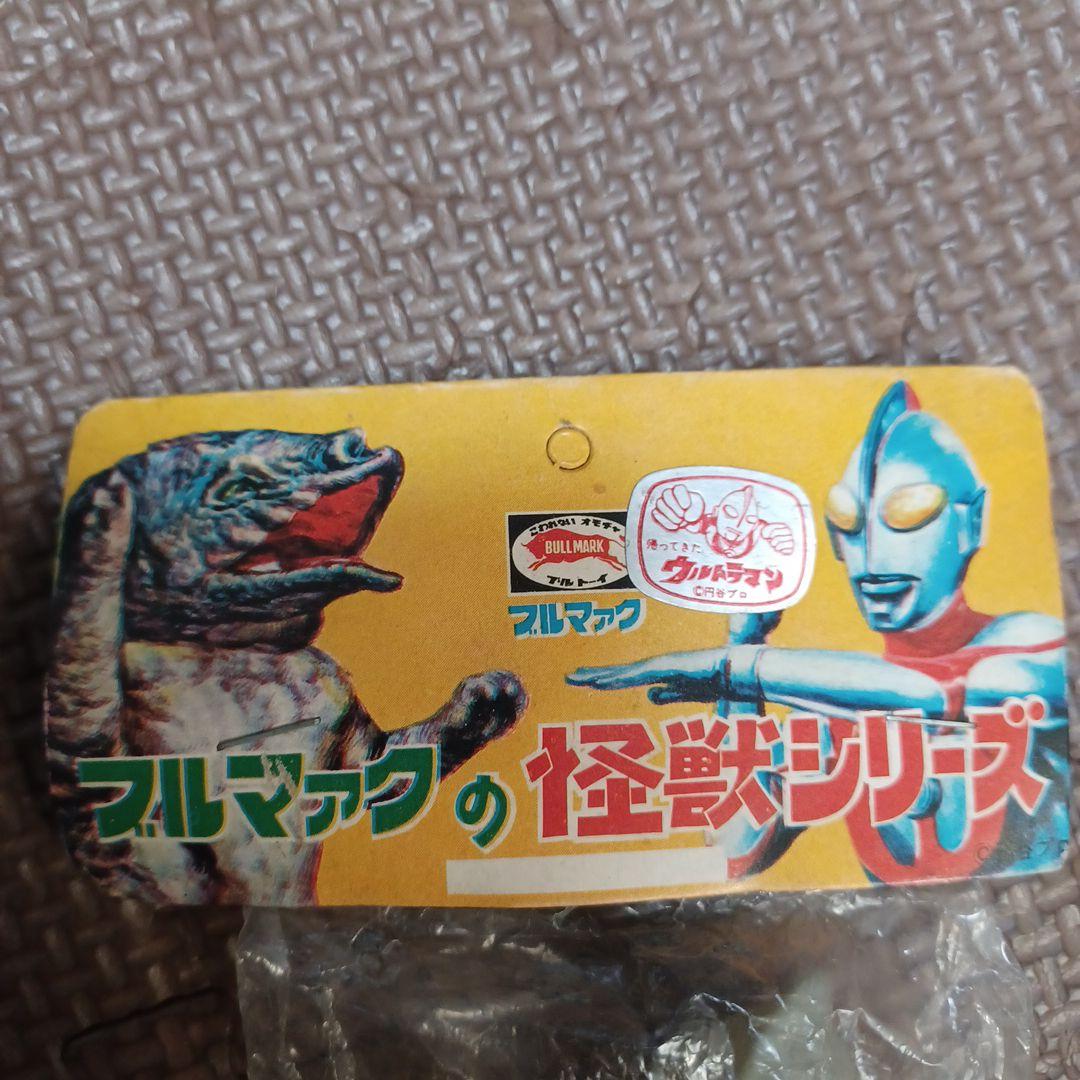 こわれない オモチャ
BULLMARK
ブルトーイ
ブルマァク
帰ってきた
ウルトラマン
©円谷プロ
ブルマァクの怪獣シリーズ